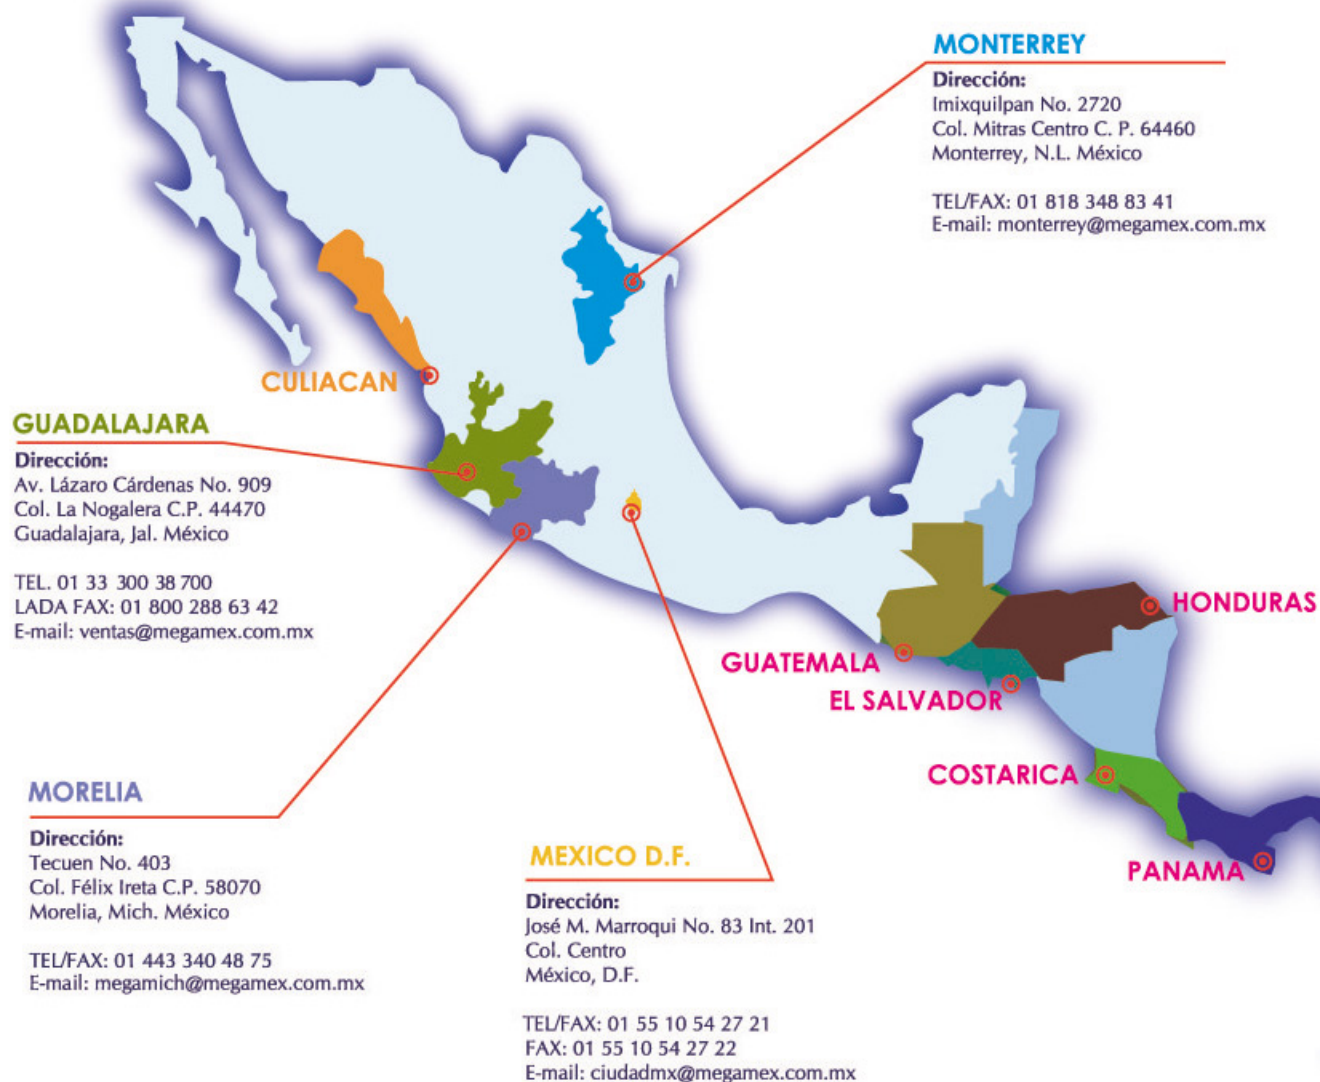 MONTERREY
Dirección:
Imixquilpan No. 2720
Col. Mitras Centro C. P. 64460
Monterrey, N.L. México
TEL/FAX: 01 818 348 83 41
E-mail: monterrey@megamex.com.mx
CULIACAN
GUADALAJARA
Dirección:
Av. Lázaro Cárdenas No. 909
Col. La Nogalera C.P. 44470
Guadalajara, Jal. México
TEL. 01 33 300 38 700
LADA FAX: 01 800 288 63 42
E-mail: ventas@megamex.com.mx
HONDURAS
GUATEMALA
EL SALVADOR
COSTARICA
PANAMA
MORELIA
Dirección:
Tecuen No. 403
Col. Félix Ireta C.P. 58070
Morelia, Mich. México
TEL/FAX: 01 443 340 48 75
E-mail: megamich@megamex.com.mx
MEXICO D.F.
Dirección:
José M. Marroqui No. 83 Int. 201
Col. Centro
México, D.F.
TEL/FAX: 01 55 10 54 27 21
FAX: 01 55 10 54 27 22
E-mail: ciudadmx@megamex.com.mx